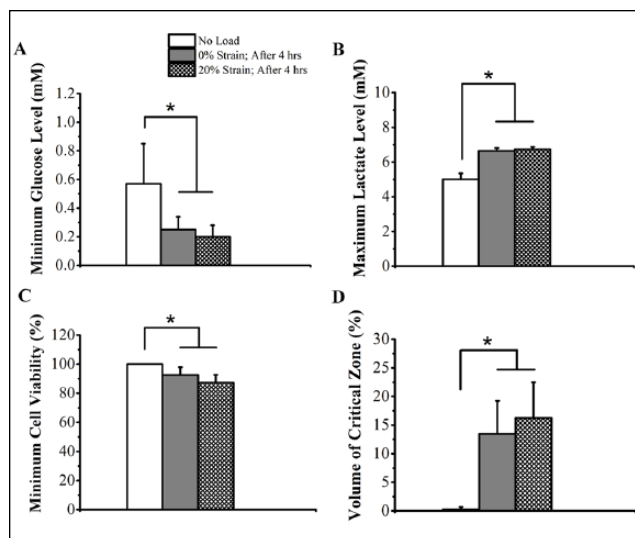 A
No Load
0% Strain; After 4 hrs
20% Strain; After 4 hrs
Minimum Glucose Level (mM)
1.2
1.0
0.8
0.6
0.4
0.2
0.0
*
B
Maximum Lactate Level (mM)
10
8
6
4
2
0
*
C
Minimum Cell Viability (%)
120
100
80
60
40
20
0
*
D
Volume of Critical Zone (%)
30
25
20
15
10
5
0
*